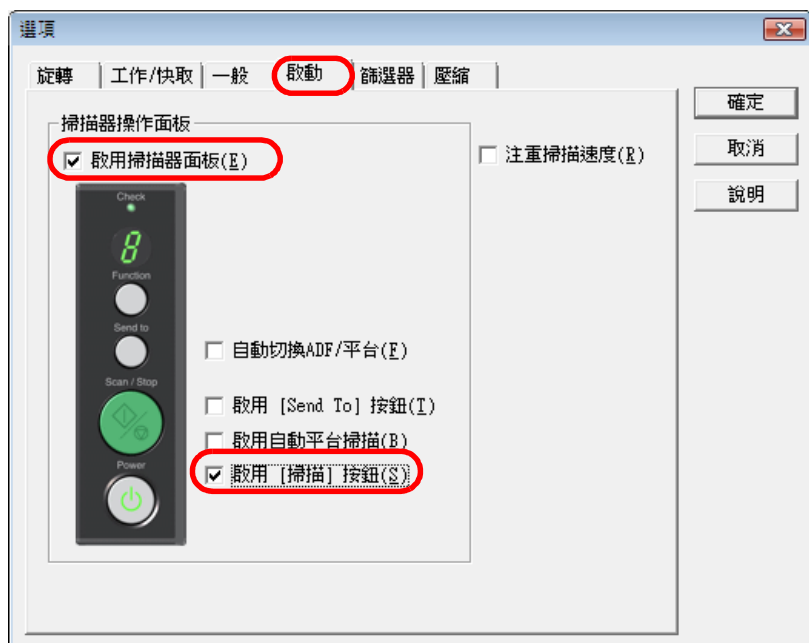 選項
旋轉 工作/快取 一般 啟動 篩選器 壓縮
確定
取消
說明
掃描器操作面板
啟用掃描器面板(E)
注重掃描速度(R)
Check
8
Function
Send to
Scan / Stop
Power
自動切換ADF/平台(F)
啟用 [Send To] 按鈕(T)
啟用自動平台掃描(B)
啟用 [掃描] 按鈕(S)